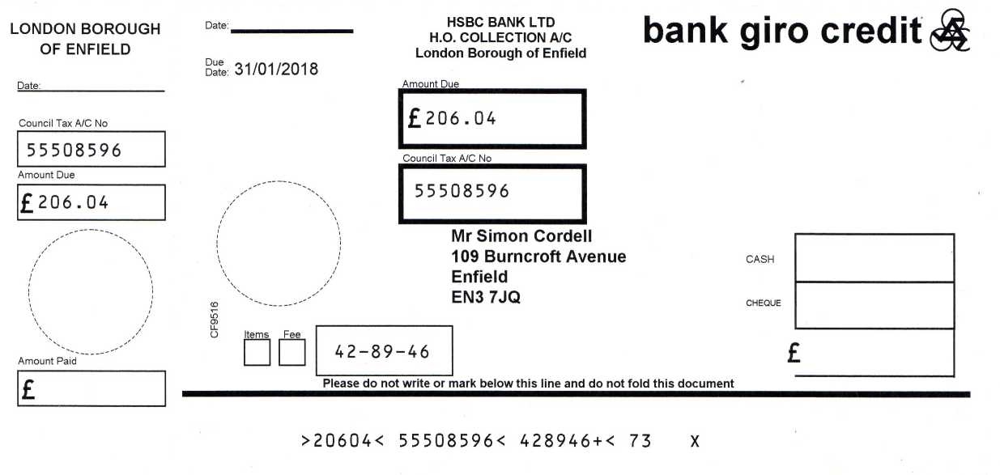 LONDON BOROUGH
OF ENFIELD
Date:
Council Tax A/C No
55508596
Amount Due
£ 206.04
Amount Paid
£
Date:
Due
Date: 31/01/2018
HSBC BANK LTD
H.O. COLLECTION A/C
London Borough of Enfield
Amount Due
£ 206.04
Council Tax A/C No
55508596
Mr Simon Cordell
109 Burncroft Avenue
Enfield
EN3 7JQ
bank giro credit
CASH
CHEQUE
£
CF9516
Items Fee
42-89-46
Please do not write or mark below this line and do not fold this document
>20604< 55508596< 428946+< 73 X